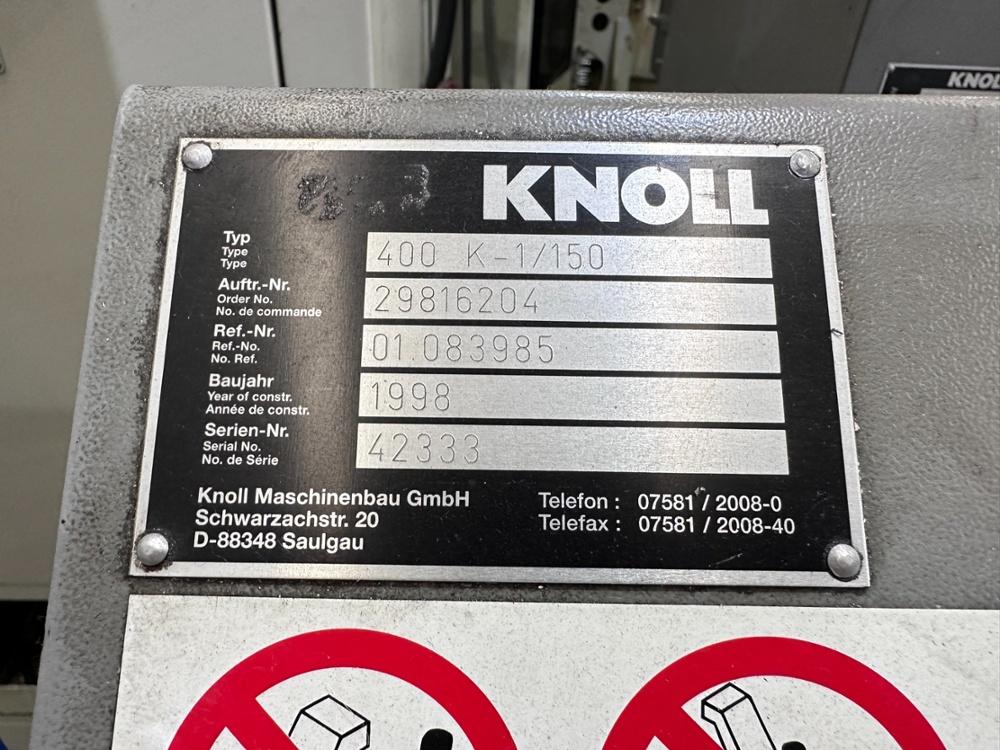 KNOLL
KNOLL
Typ 400 K-1/150
Type
Type
Auftr.-Nr. 29816204
Order No.
No. de commande
Ref.-Nr. 01.083985
Ref.-No.
No. Ref.
Baujahr 1998
Year of constr.
Année de constr.
Serien-Nr. 42333
Serial No.
No. de Série
Knoll Maschinenbau GmbH Telefon : 07581 / 2008-0
Schwarzachstr. 20 Telefax : 07581 / 2008-40
D-88348 Saulgau